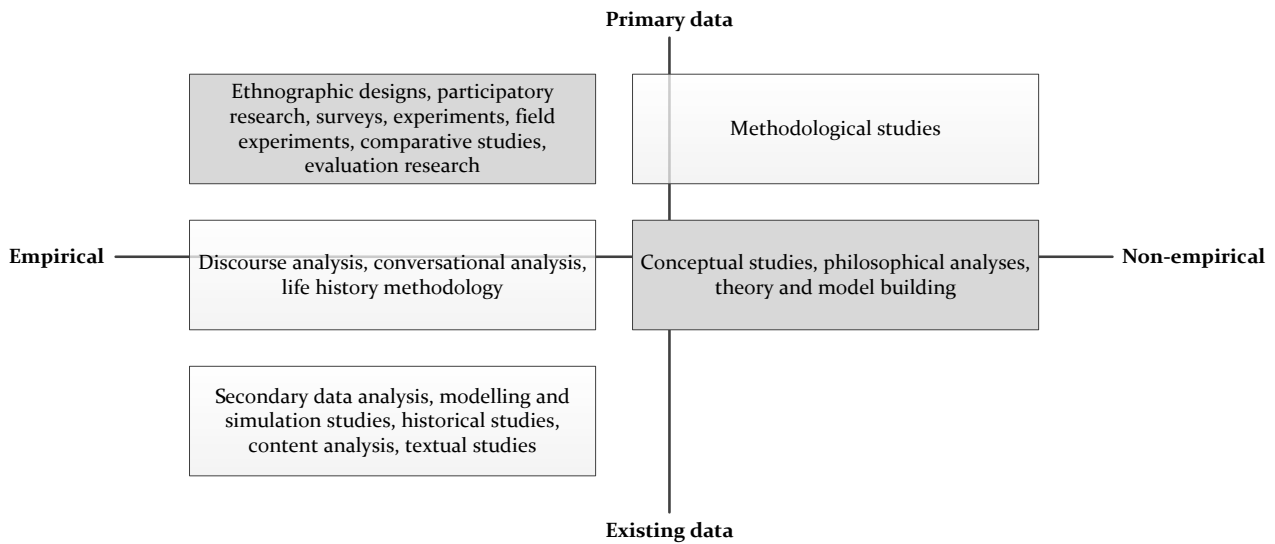 Primary data
Ethnographic designs, participatory
research, surveys, experiments, field
experiments, comparative studies,
evaluation research
Methodological studies
Empirical
Discourse analysis, conversational analysis,
life history methodology
Conceptual studies, philosophical analyses,
theory and model building
Non-empirical
Secondary data analysis, modelling and
simulation studies, historical studies,
content analysis, textual studies
Existing data